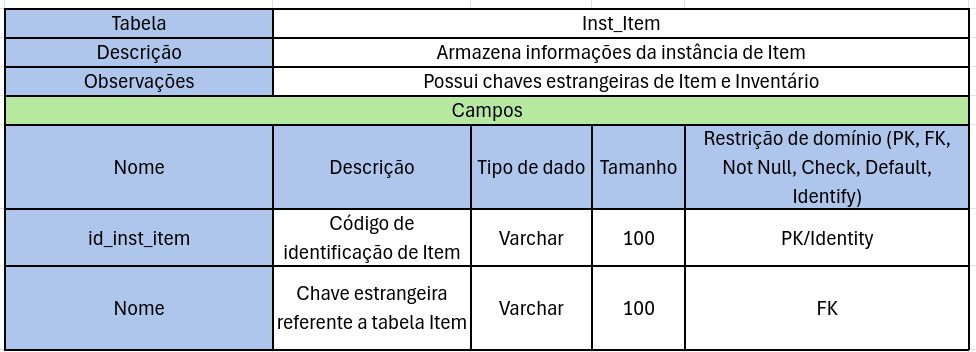 Tabela Inst_Item
Descrição Armazena informações da instância de Item
Observações Possui chaves estrangeiras de Item e Inventário
Campos
Nome
Descrição
Tipo de dado
Tamanho
Restrição de domínio (PK, FK,
Not Null, Check, Default,
Identify)
id_inst_item
Código de
identificação de Item
Varchar
100
PK/Identity
Nome
Chave estrangeira
referente a tabela Item
Varchar
100
FK